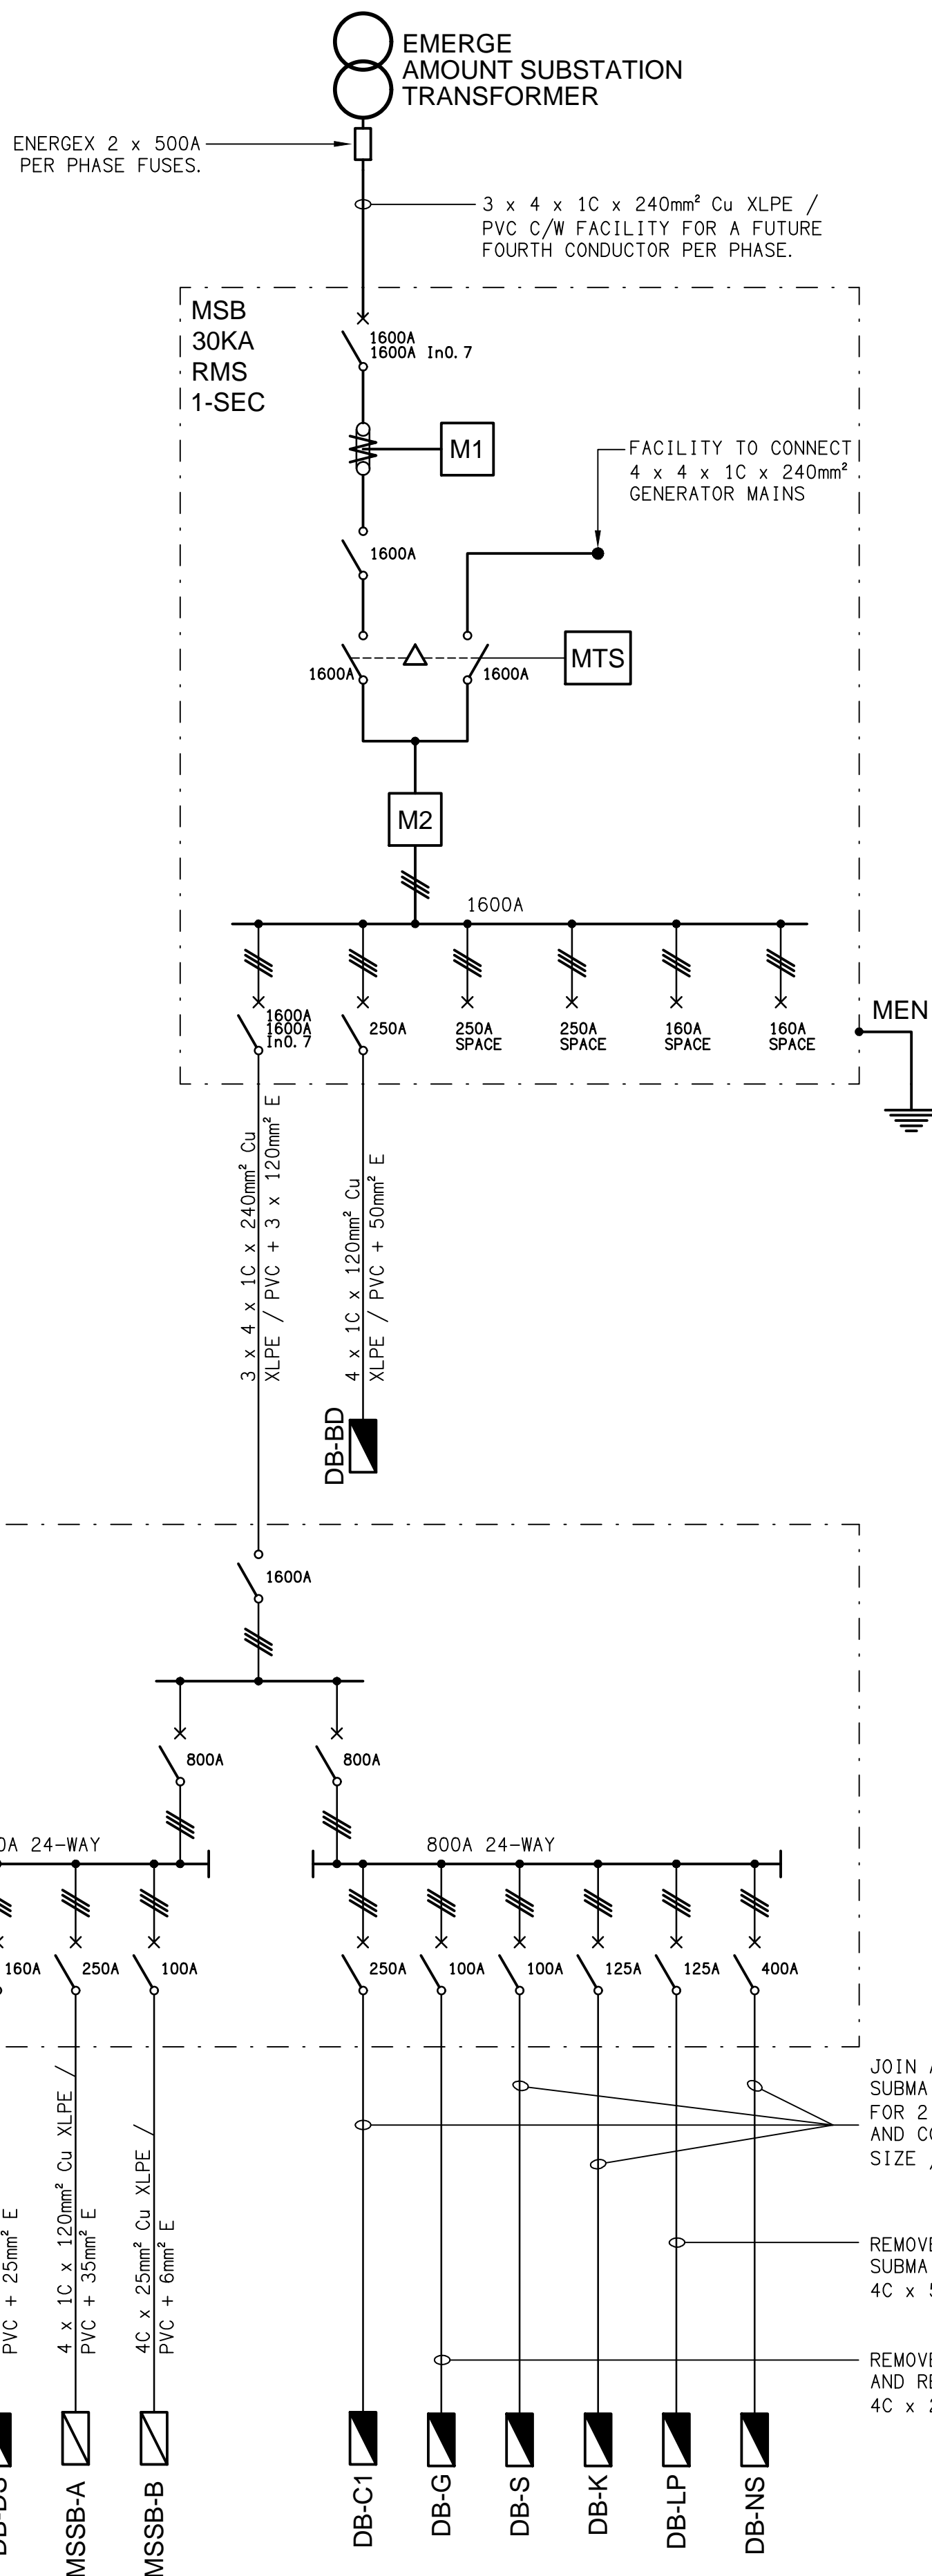 EMERGE
AMOUNT SUBSTATION
TRANSFORMER
ENERGEX 2 x 500A
PER PHASE FUSES.
3 x 4 x 1C x 240mm² Cu XLPE /
PVC C/W FACILITY FOR A FUTURE
FOURTH CONDUCTOR PER PHASE.
MSB
30KA
RMS
1-SEC
1600A
1600A In0.7
M1
FACILITY TO CONNECT
4 x 4 x 1C x 240mm²
GENERATOR MAINS
1600A
1600A
1600A
MTS
M2
1600A
1600A
1600A
In0.7
250A
250A
SPACE
250A
SPACE
160A
SPACE
160A
SPACE
MEN
3 x 4 x 1C x 240mm² Cu
XLPE / PVC + 3 x 120mm² E
4 x 1C x 120mm² Cu
XLPE / PVC + 50mm² E
DB-BD
1600A
800A
800A
0A 24-WAY
800A 24-WAY
160A
250A
100A
250A
100A
100A
125A
125A
400A
JOIN
SUBMA
FOR 2
AND CO
SIZE
REMOVE
SUBMA
4C x 5
REMOVE
AND RE
4C x 2
PVC + 25mm² E
4 x 1C x 120mm² Cu XLPE /
PVC + 35mm² E
4C x 25mm² Cu XLPE /
PVC + 6mm² E
MSSB-A
MSSB-B
DB-C1
DB-G
DB-S
DB-K
DB-LP
DB-NS